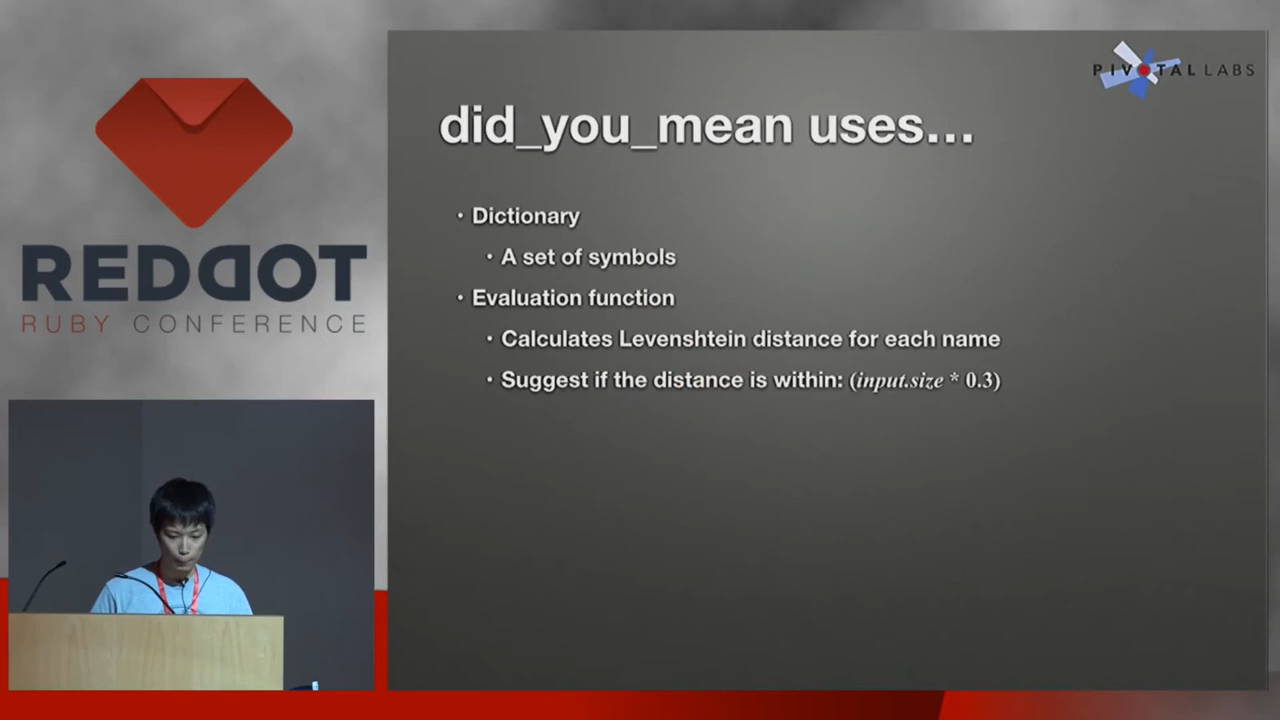 REDDOT
RUBY CONFERENCE
PIVOTAL LABS
did_you_mean uses…
• Dictionary
• A set of symbols
• Evaluation function
• Calculates Levenshtein distance for each name
• Suggest if the distance is within: (input.size * 0.3)